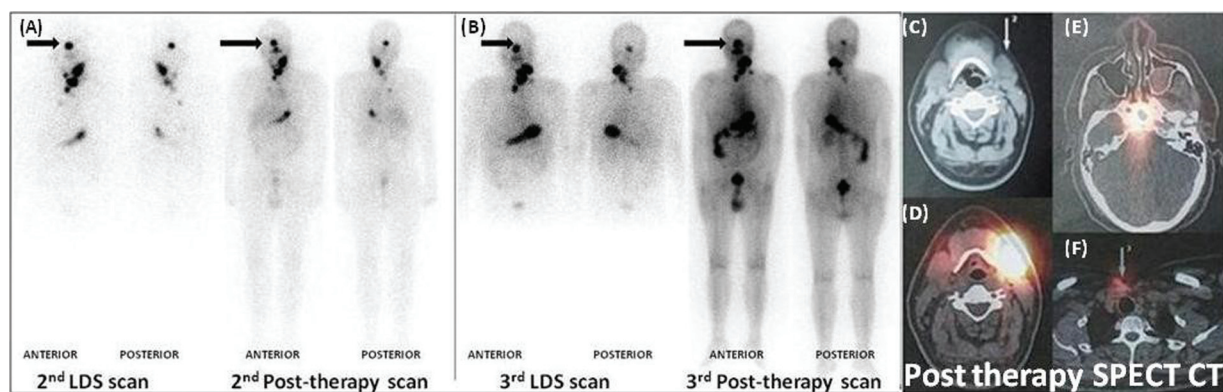 (A)
(B)
(C)
(E)
(D)
(F)
ANTERIOR POSTERIOR ANTERIOR POSTERIOR ANTERIOR POSTERIOR ANTERIOR POSTERIOR
2nd LDS scan 2nd Post-therapy scan 3rd LDS scan 3rd Post-therapy scan Post therapy SPECT CT